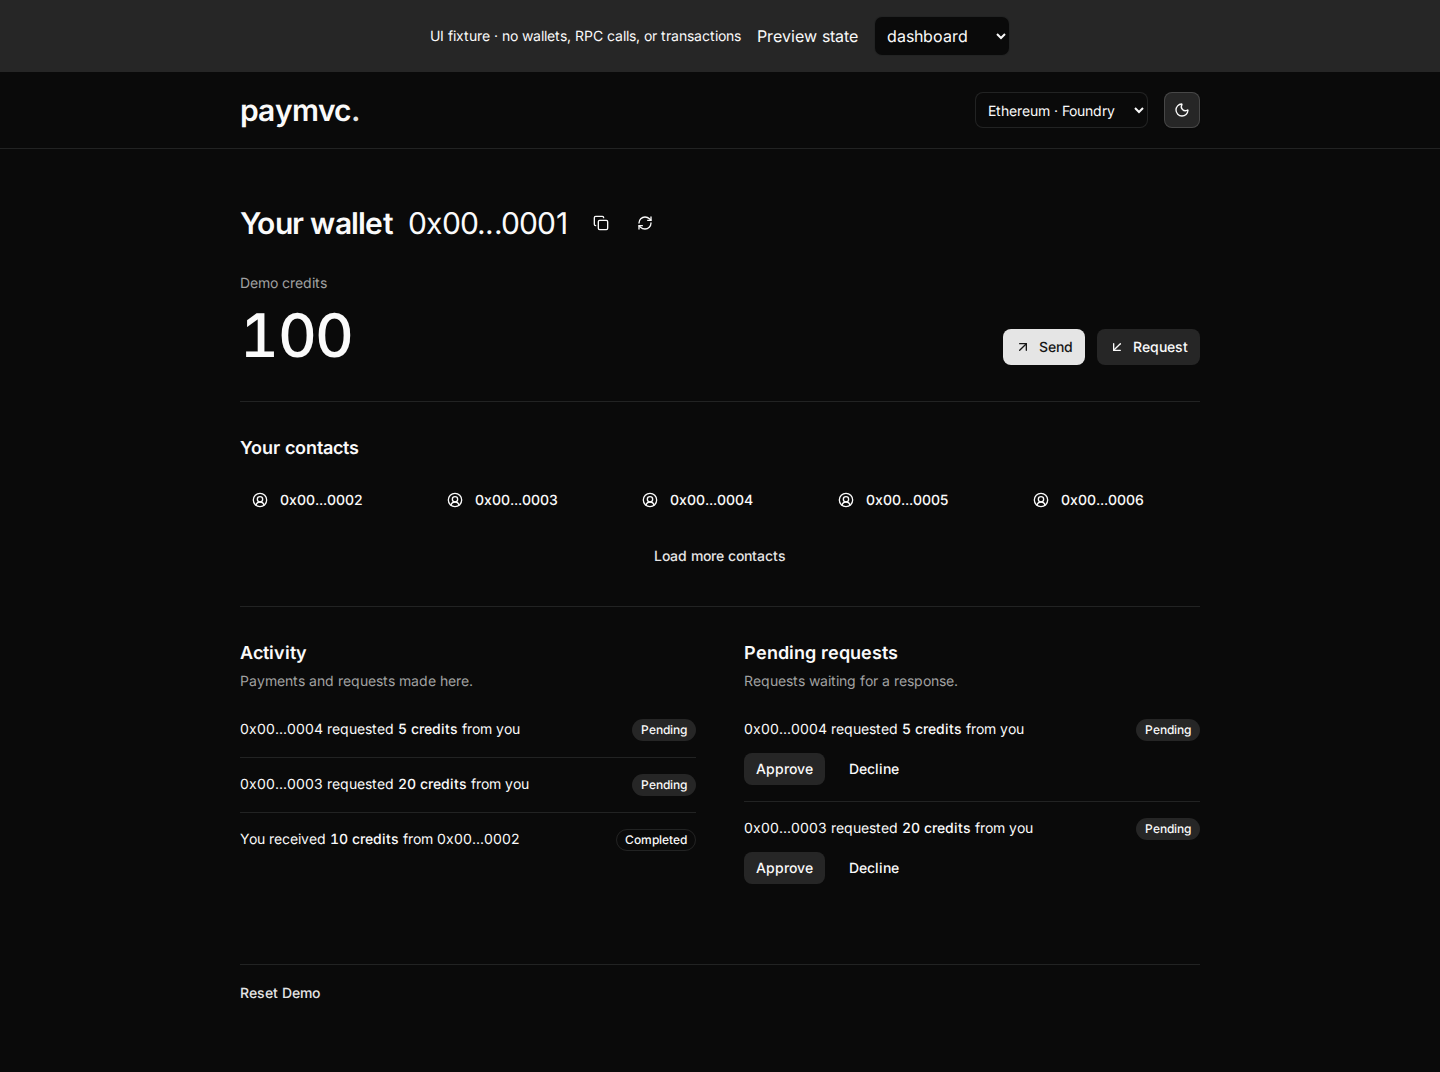 UI fixture · no wallets, RPC calls, or transactions Preview state dashboard
paymvc. Ethereum · Foundry
Your wallet 0x00...0001
Demo credits
100
Send Request
Your contacts
0x00...0002 0x00...0003 0x00...0004 0x00...0005 0x00...0006
Load more contacts
Activity
Payments and requests made here.
0x00...0004 requested 5 credits from you Pending
0x00...0003 requested 20 credits from you Pending
You received 10 credits from 0x00...0002 Completed
Pending requests
Requests waiting for a response.
0x00...0004 requested 5 credits from you Pending
Approve Decline
0x00...0003 requested 20 credits from you Pending
Approve Decline
Reset Demo